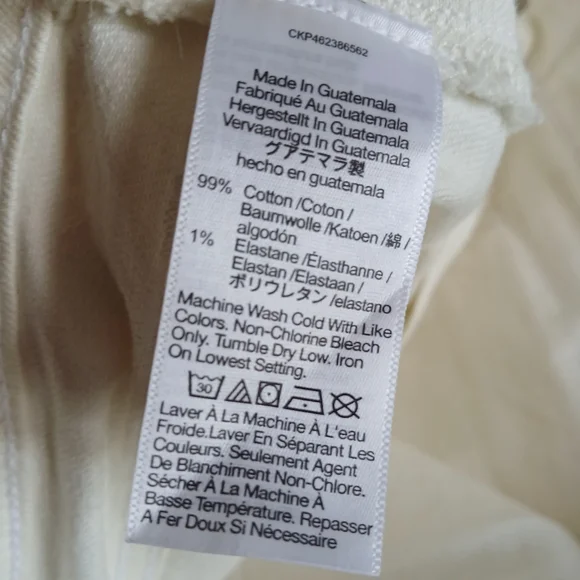 CKP462386562
Made In Guatemala
Fabriqué Au Guatemala
Hergestellt In Guatemala
Vervaardigd In Guatemala
グアテマラ製
hecho en guatemala
99% Cotton /Coton /
Baumwolle /Katoen /綿 /
algodón
1% Elastane /Élasthanne /
Elastan /Elastaan /
ポリウレタン /elastano
Machine Wash Cold With Like
Colors. Non-Chlorine Bleach
Only. Tumble Dry Low. Iron
On Lowest Setting.
30
Laver À La Machine À L'eau
Froide.Laver En Séparant Les
Couleurs. Seulement Agent
De Blanchiment Non-Chlore.
Sécher À La Machine À
Basse Température. Repasser
A Fer Doux Si Nécessaire